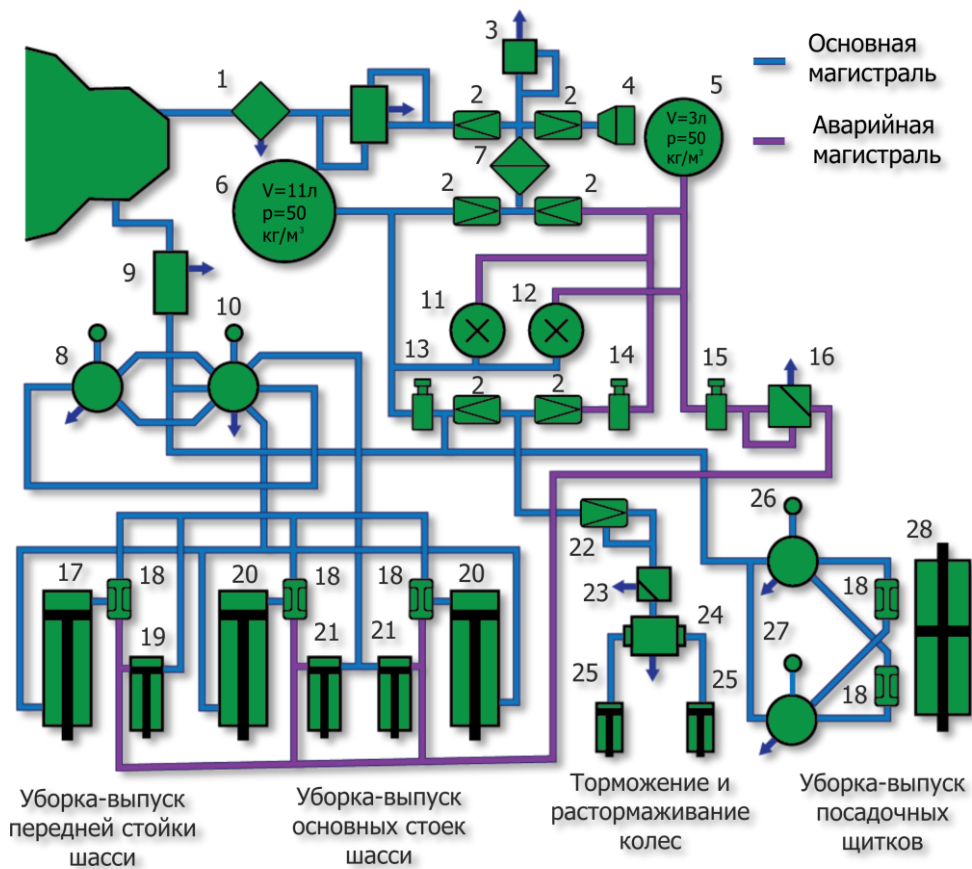 Основная
магистраль
Аварийная
магистраль
1
3
2
2
4
5
V=3л
p=50
кг/м³
7
6
V=11л
p=50
кг/м³
2
2
9
10
8
11
12
13
2
2
14
15
16
26
28
22
18
17
18
20
18
18
20
23
24
19
21
21
27
25
25
18
Уборка-выпуск
передней стойки
шасси
Уборка-выпуск
основных стоек
шасси
Торможение и
растормаживание
колес
Уборка-выпуск
посадочных
щитков